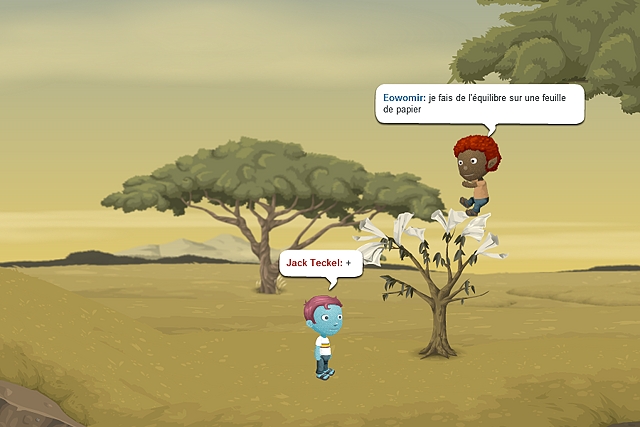 Eowomir: je fais de l'équilibre sur une feuille
de papier
Jack Teckel: +